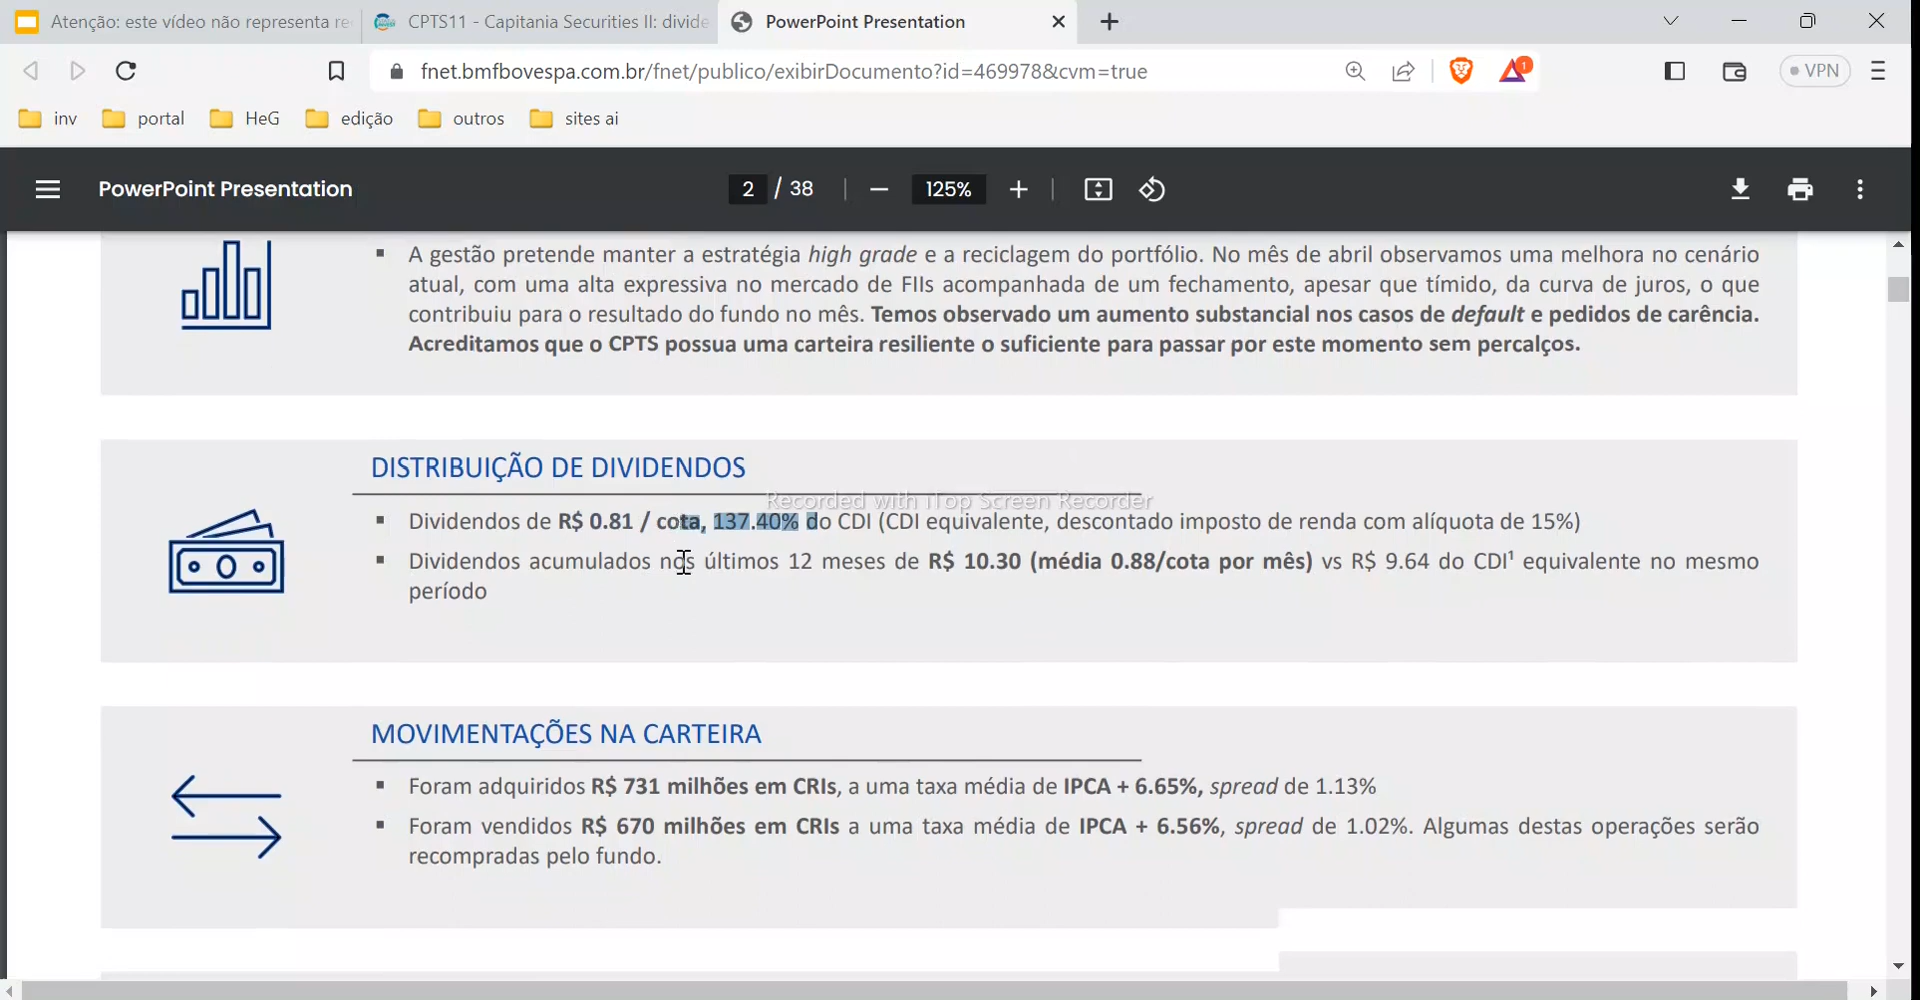 Atenção: este vídeo não representa re
CPTS11 - Capitania Securities II: divide
PowerPoint Presentation
fnet.bmfbovespa.com.br/fnet/publico/exibirDocumento?id=469978&cvm=true
1
VPN
inv
portal
HeG
edição
outros
sites ai
PowerPoint Presentation
2 / 38
125%
A gestão pretende manter a estratégia high grade e a reciclagem do portfólio. No mês de abril observamos uma melhora no cenário
atual, com uma alta expressiva no mercado de FIIs acompanhada de um fechamento, apesar que tímido, da curva de juros, o que
contribuiu para o resultado do fundo no mês. Temos observado um aumento substancial nos casos de default e pedidos de carência.
Acreditamos que o CPTS possua uma carteira resiliente o suficiente para passar por este momento sem percalços.
DISTRIBUIÇÃO DE DIVIDENDOS
Recorded with iTop Screen Recorder
Dividendos de R$ 0.81 / cota, 137.40% do CDI (CDI equivalente, descontado imposto de renda com alíquota de 15%)
Dividendos acumulados nos últimos 12 meses de R$ 10.30 (média 0.88/cota por mês) vs R$ 9.64 do CDI¹ equivalente no mesmo
período
MOVIMENTAÇÕES NA CARTEIRA
Foram adquiridos R$ 731 milhões em CRIs, a uma taxa média de IPCA + 6.65%, spread de 1.13%
Foram vendidos R$ 670 milhões em CRIs a uma taxa média de IPCA + 6.56%, spread de 1.02%. Algumas destas operações serão
recompradas pelo fundo.